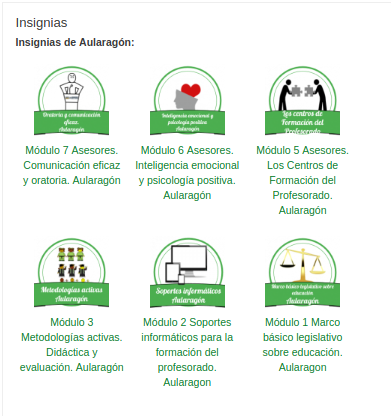 Insignias
Insignias de Aularagón:
Oratoria y comunicación
eficaz.
Aularagón
Inteligencia emocional y
psicología positiva
Aularagón
Los centros de
Formación del
Profesorado
Módulo 7 Asesores.
Comunicación eficaz
y oratoria. Aularagón
Módulo 6 Asesores.
Inteligencia emocional
y psicología positiva.
Aularagón
Módulo 5 Asesores.
Los Centros de
Formación del
Profesorado.
Aularagón
Metodologías activas
Aularagón
Soportes informáticos
Aularagón
Marco básico legislativo sobre
educación
Aularagón
Módulo 3
Metodologías activas.
Didáctica y
evaluación. Aularagón
Módulo 2 Soportes
informáticos para la
formación del
profesorado.
Aularagon
Módulo 1 Marco
básico legislativo
sobre educación.
Aularagon